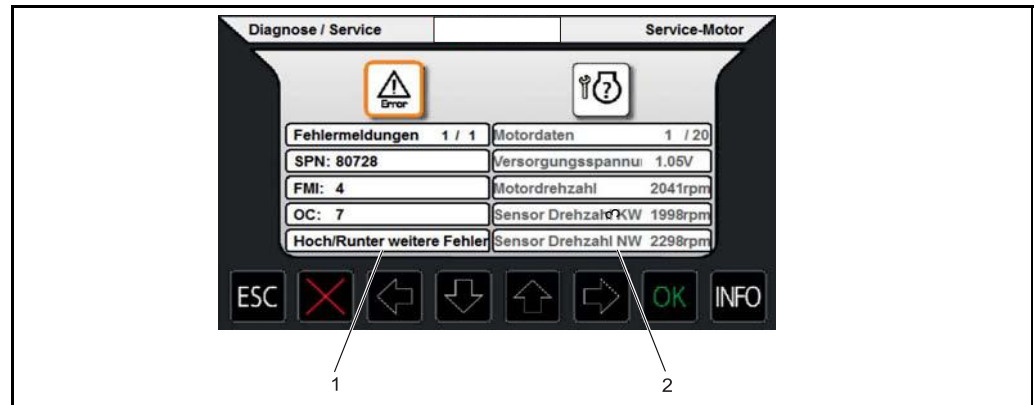 Diagnose / Service Service-Motor
Error
Fehlermeldungen 1 / 1
SPN: 80728
FMI: 4
OC: 7
Hoch/Runter weitere Fehler
Motordaten 1 / 20
Versorgungsspannu 1.05V
Motordrehzahl 2041rpm
Sensor Drehzahl KW 1998rpm
Sensor Drehzahl NW 2298rpm
ESC OK INFO
1 2